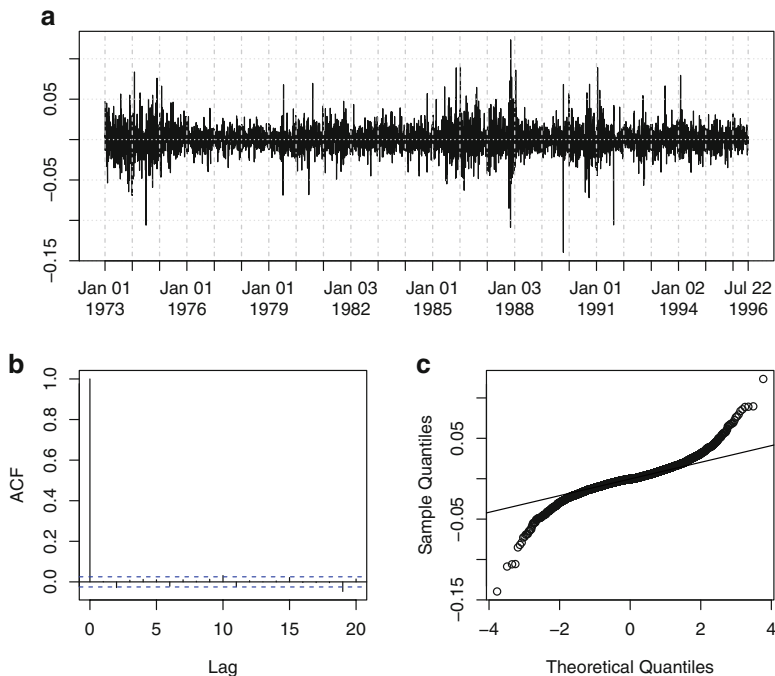 a
0.05
−0.05
−0.15
Jan 01 1973
Jan 01 1976
Jan 01 1979
Jan 03 1982
Jan 01 1985
Jan 03 1988
Jan 01 1991
Jan 02 1994
Jul 22 1996
b
ACF
1.0
0.8
0.6
0.4
0.2
0.0
0 5 10 15 20
Lag
c
Sample Quantiles
0.05
−0.05
−0.15
−4 −2 0 2 4
Theoretical Quantiles